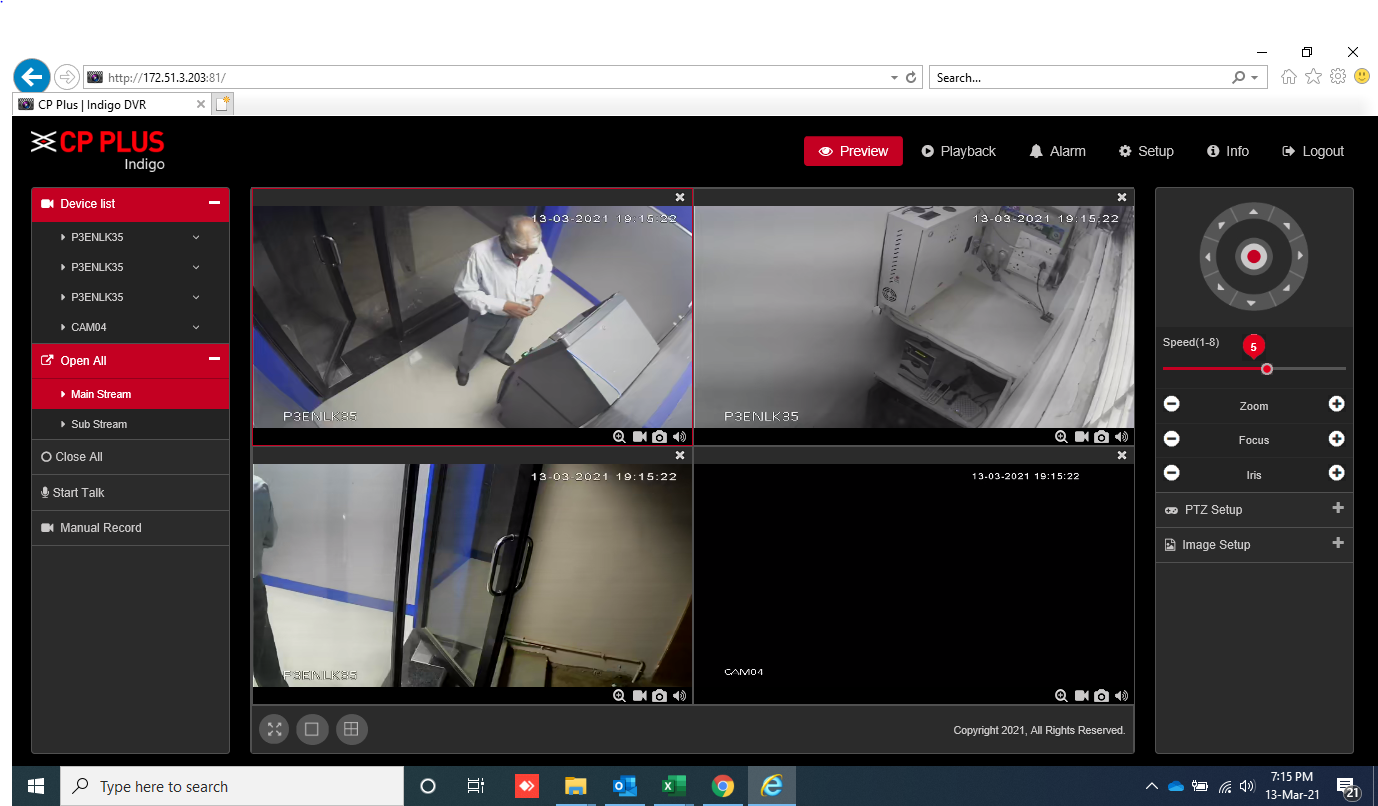 http://172.51.3.203:81/
Search...
CP Plus | Indigo DVR
CP PLUS
Indigo
Preview
Playback
Alarm
Setup
Info
Logout
Device list
P3ENLK35
P3ENLK35
P3ENLK35
CAM04
Open All
Main Stream
Sub Stream
Close All
Start Talk
Manual Record
13-03-2021 19:15:22
P3ENLK35
13-03-2021 19:15:22
P3ENLK35
13-03-2021 19:15:22
P3ENLK35
13-03-2021 19:15:22
CAM04
Copyright 2021, All Rights Reserved.
Speed(1-8)
5
Zoom
Focus
Iris
PTZ Setup
Image Setup
Type here to search
7:15 PM
13-Mar-21
21